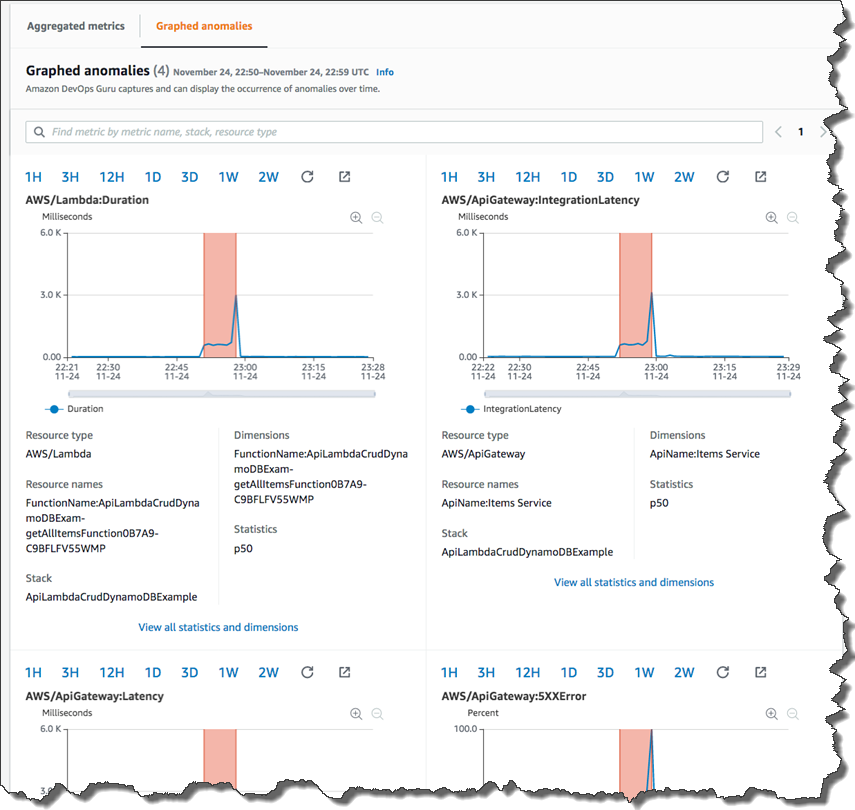 Aggregated metrics
Graphed anomalies
Graphed anomalies (4) November 24, 22:50–November 24, 22:59 UTC Info
Amazon DevOps Guru captures and can display the occurrence of anomalies over time.
Find metric by metric name, stack, resource type
1
1H 3H 12H 1D 3D 1W 2W
AWS/Lambda:Duration
Milliseconds
6.0 K
3.0 K
0.00
22:21 22:30 22:45 23:00 23:15 23:28
11-24 11-24 11-24 11-24 11-24 11-24
Duration
Resource type
AWS/Lambda
Resource names
FunctionName:ApiLambdaCrudDyna
moDBExam-
getAllItemsFunction0B7A9-
C9BFLFV55WMP
Stack
ApiLambdaCrudDynamoDBExample
Dimensions
FunctionName:ApiLambdaCrudDyna
moDBExam-
getAllItemsFunction0B7A9-
C9BFLFV55WMP
Statistics
p50
View all statistics and dimensions
1H 3H 12H 1D 3D 1W 2W
AWS/ApiGateway:IntegrationLatency
Milliseconds
6.0 K
3.0 K
0.00
22:22 22:30 22:45 23:00 23:15 23:29
11-24 11-24 11-24 11-24 11-24 11-24
IntegrationLatency
Resource type
AWS/ApiGateway
Resource names
ApiName:Items Service
Stack
ApiLambdaCrudDynamoDBExample
Dimensions
ApiName:Items Service
Statistics
p50
View all statistics and dimensions
1H 3H 12H 1D 3D 1W 2W
AWS/ApiGateway:Latency
Milliseconds
6.0 K
1H 3H 12H 1D 3D 1W 2W
AWS/ApiGateway:5XXError
Percent
100.0